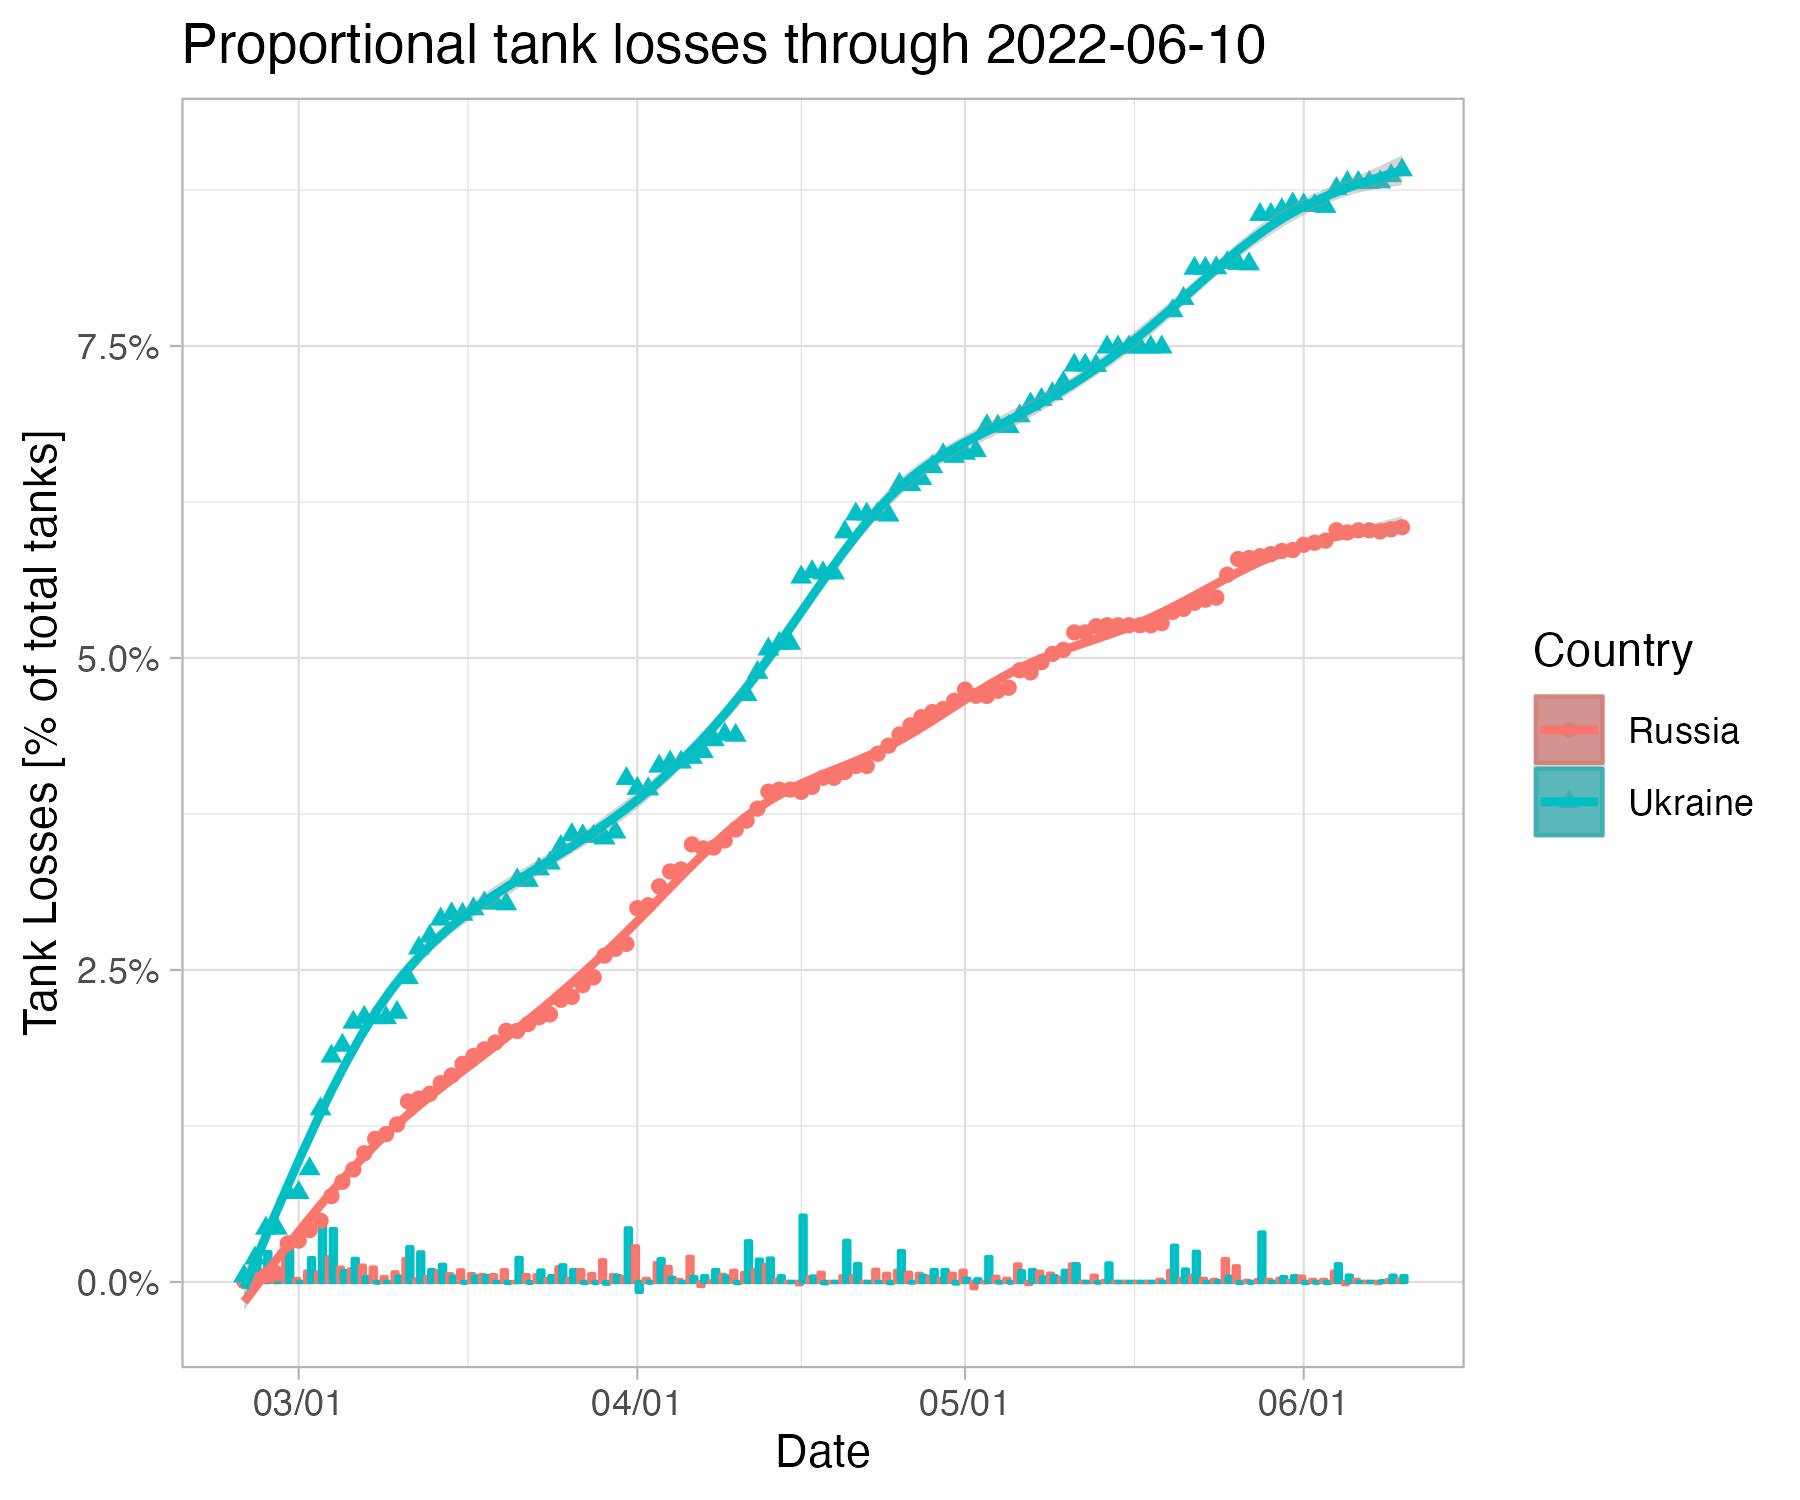 Proportional tank losses through 2022-06-10
Tank Losses [% of total tanks]
7.5%
5.0%
2.5%
0.0%
03/01
04/01
05/01
06/01
Date
Country
Russia
Ukraine